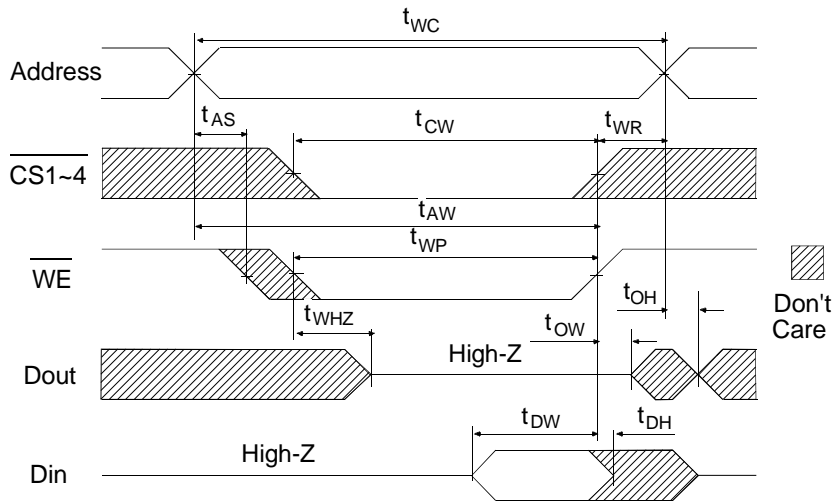 tWC
Address
tAS
tCW
tWR
CS1~4
tAW
tWP
WE
tOH
Don't
Care
tWHZ
tOW
Dout
High-Z
tDW
tDH
Din
High-Z